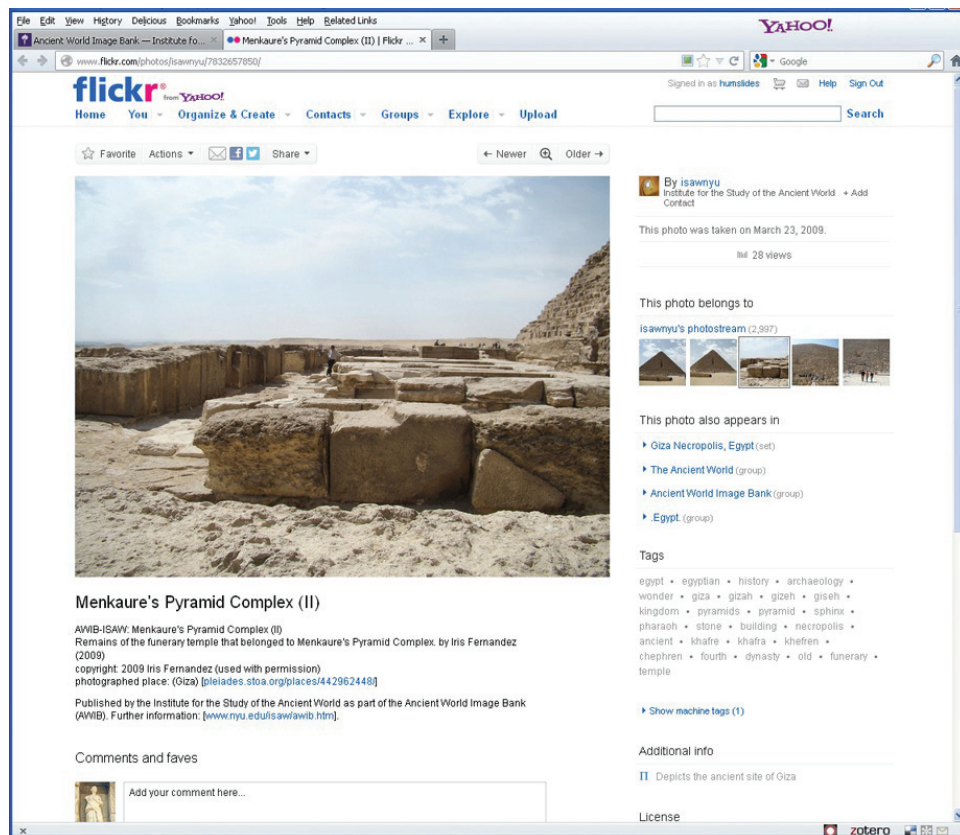 File Edit View History Delicious Bookmarks Yahoo! Tools Help Related Links
YAHOO!
Ancient World Image Bank — Institute fo... × Menkaure's Pyramid Complex (II) | Flickr ... × +
www.flickr.com/photos/isawnyu/7832657850/ Google
flickr from YAHOO!
Signed in as humslides Help Sign Out
Home You Organize & Create Contacts Groups Explore Upload Search
Favorite Actions Share ← Newer Older →
By isawnyu
Institute for the Study of the Ancient World + Add
Contact
This photo was taken on March 23, 2009.
28 views
This photo belongs to
isawnyu's photostream (2,997)
This photo also appears in
Giza Necropolis, Egypt (set)
The Ancient World (group)
Ancient World Image Bank (group)
.Egypt. (group)
Tags
egypt • egyptian • history • archaeology •
wonder • giza • gizah • gizeh • giseh •
kingdom • pyramids • pyramid • sphinx •
pharaoh • stone • building • necropolis •
ancient • khafre • khafra • khefren •
chephren • fourth • dynasty • old • funerary •
temple
Show machine tags (1)
Additional info
Π Depicts the ancient site of Giza
License
Menkaure's Pyramid Complex (II)
AWIB-ISAW: Menkaure's Pyramid Complex (II)
Remains of the funerary temple that belonged to Menkaure's Pyramid Complex. by Iris Fernandez
(2009)
copyright: 2009 Iris Fernandez (used with permission)
photographed place: (Giza) [pleiades.stoa.org/places/442962448/]
Published by the Institute for the Study of the Ancient World as part of the Ancient World Image Bank
(AWIB). Further information: [www.nyu.edu/isaw/awib.htm].
Comments and faves
Add your comment here...
× zotero